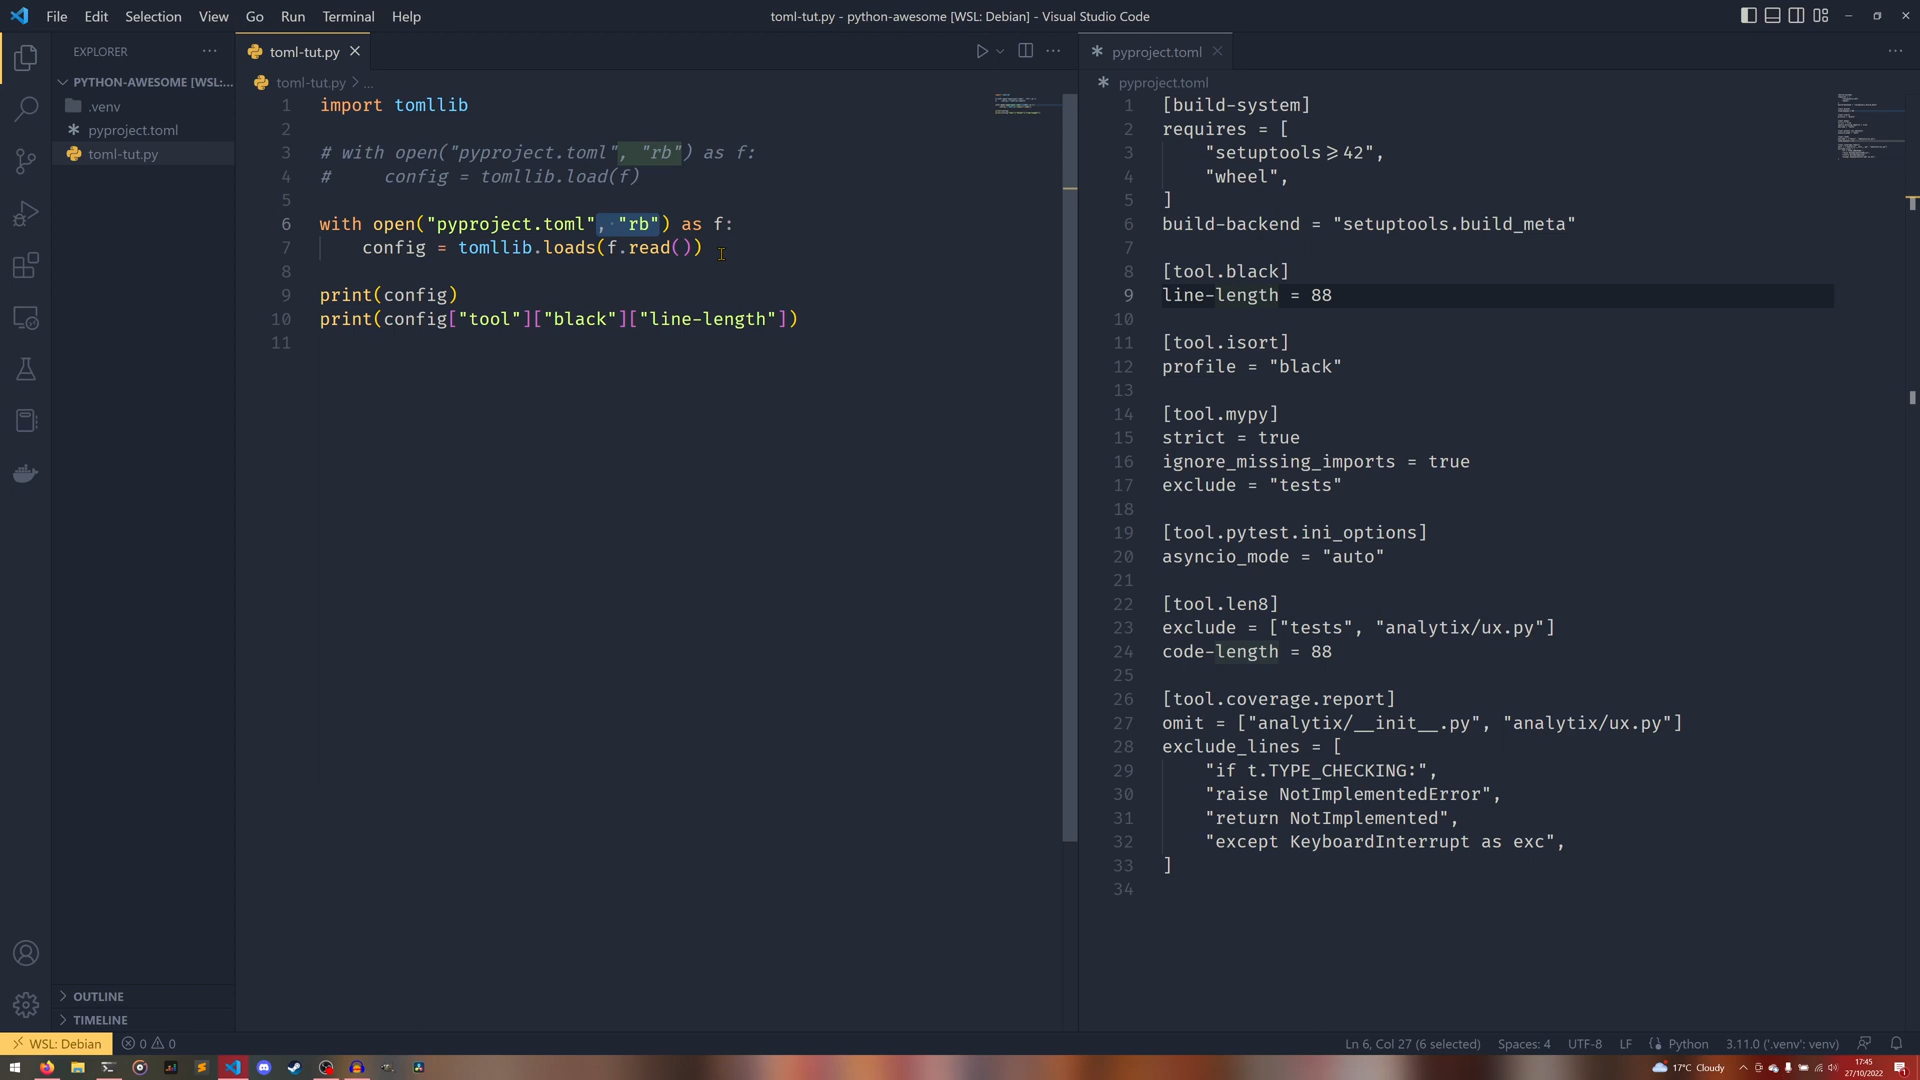 File Edit Selection View Go Run Terminal Help
toml-tut.py - python-awesome [WSL: Debian] - Visual Studio Code
EXPLORER
PYTHON-AWESOME [WSL:...
.venv
pyproject.toml
toml-tut.py
OUTLINE
TIMELINE
toml-tut.py
toml-tut.py > ...
1 import tomllib
2
3 # with open("pyproject.toml", "rb") as f:
4 #     config = tomllib.load(f)
5
6 with open("pyproject.toml", "rb") as f:
7     config = tomllib.loads(f.read())
8
9 print(config)
10 print(config["tool"]["black"]["line-length"])
11
pyproject.toml
pyproject.toml
1 [build-system]
2 requires = [
3     "setuptools>=42",
4     "wheel",
5 ]
6 build-backend = "setuptools.build_meta"
7
8 [tool.black]
9 line-length = 88
10
11 [tool.isort]
12 profile = "black"
13
14 [tool.mypy]
15 strict = true
16 ignore_missing_imports = true
17 exclude = "tests"
18
19 [tool.pytest.ini_options]
20 asyncio_mode = "auto"
21
22 [tool.len8]
23 exclude = ["tests", "analytix/ux.py"]
24 code-length = 88
25
26 [tool.coverage.report]
27 omit = ["analytix/__init__.py", "analytix/ux.py"]
28 exclude_lines = [
29     "if t.TYPE_CHECKING:",
30     "raise NotImplementedError",
31     "return NotImplemented",
32     "except KeyboardInterrupt as exc",
33 ]
34
WSL: Debian 0 0 Ln 6, Col 27 (6 selected) Spaces: 4 UTF-8 LF Python 3.11.0 ('.venv': venv)
17°C Cloudy 17:45
27/10/2022